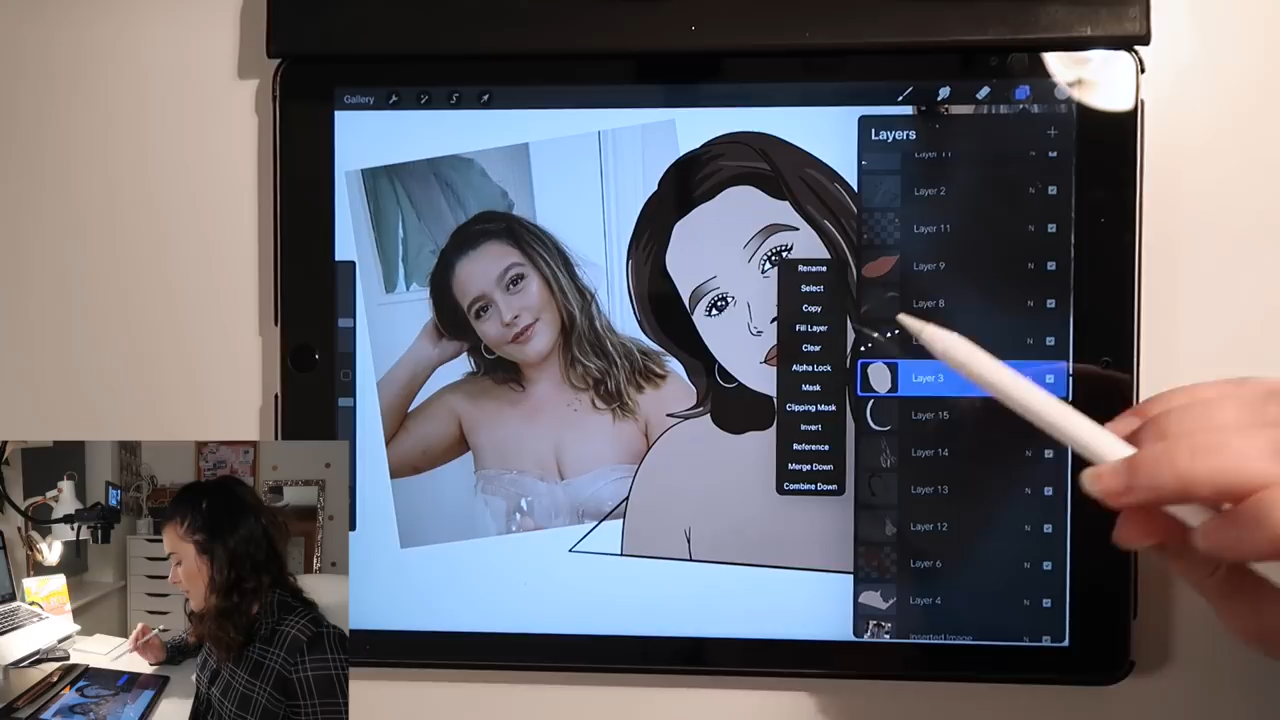 Gallery
Layers
Layer 11
N
Layer 2
N
Layer 11
N
Layer 9
N
Layer 8
N
N
Layer 3
N
Layer 15
Layer 14
N
Layer 13
N
Layer 12
N
Layer 6
N
Layer 4
N
Inserted Image
N
Rename
Select
Copy
Fill Layer
Clear
Alpha Lock
Mask
Clipping Mask
Invert
Reference
Merge Down
Combine Down